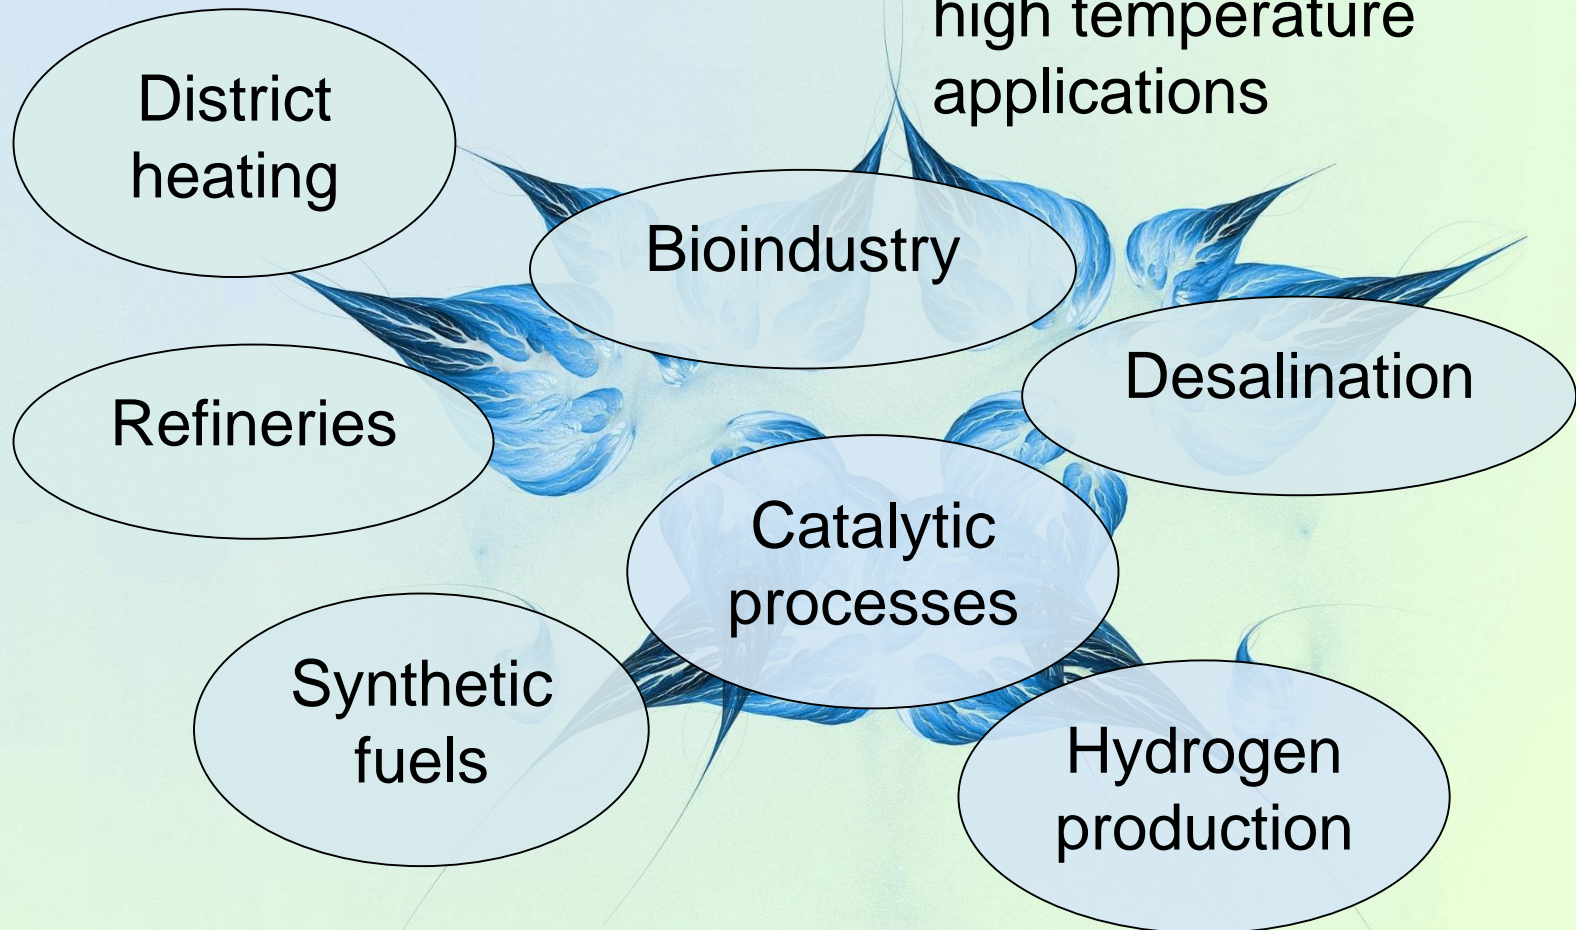 high temperature
applications
District
heating
Bioindustry
Desalination
Refineries
Catalytic
processes
Synthetic
fuels
Hydrogen
production